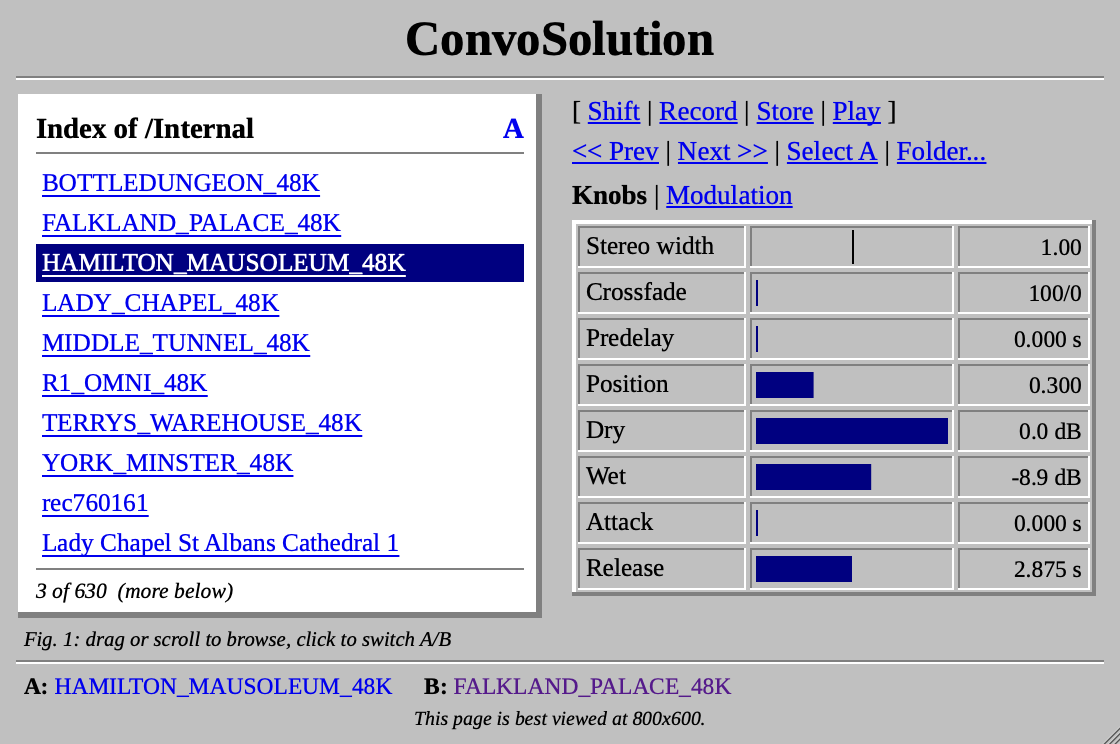 ConvoSolution
Index of /Internal A
BOTTLEDUNGEON_48K
FALKLAND_PALACE_48K
HAMILTON_MAUSOLEUM_48K
LADY_CHAPEL_48K
MIDDLE_TUNNEL_48K
R1_OMNI_48K
TERRYS_WAREHOUSE_48K
YORK_MINSTER_48K
rec760161
Lady Chapel St Albans Cathedral 1
3 of 630 (more below)
Fig. 1: drag or scroll to browse, click to switch A/B
[ Shift | Record | Store | Play ]
<< Prev | Next >> | Select A | Folder...
Knobs | Modulation
Stereo width 1.00
Crossfade 100/0
Predelay 0.000 s
Position 0.300
Dry 0.0 dB
Wet -8.9 dB
Attack 0.000 s
Release 2.875 s
A: HAMILTON_MAUSOLEUM_48K B: FALKLAND_PALACE_48K
This page is best viewed at 800x600.